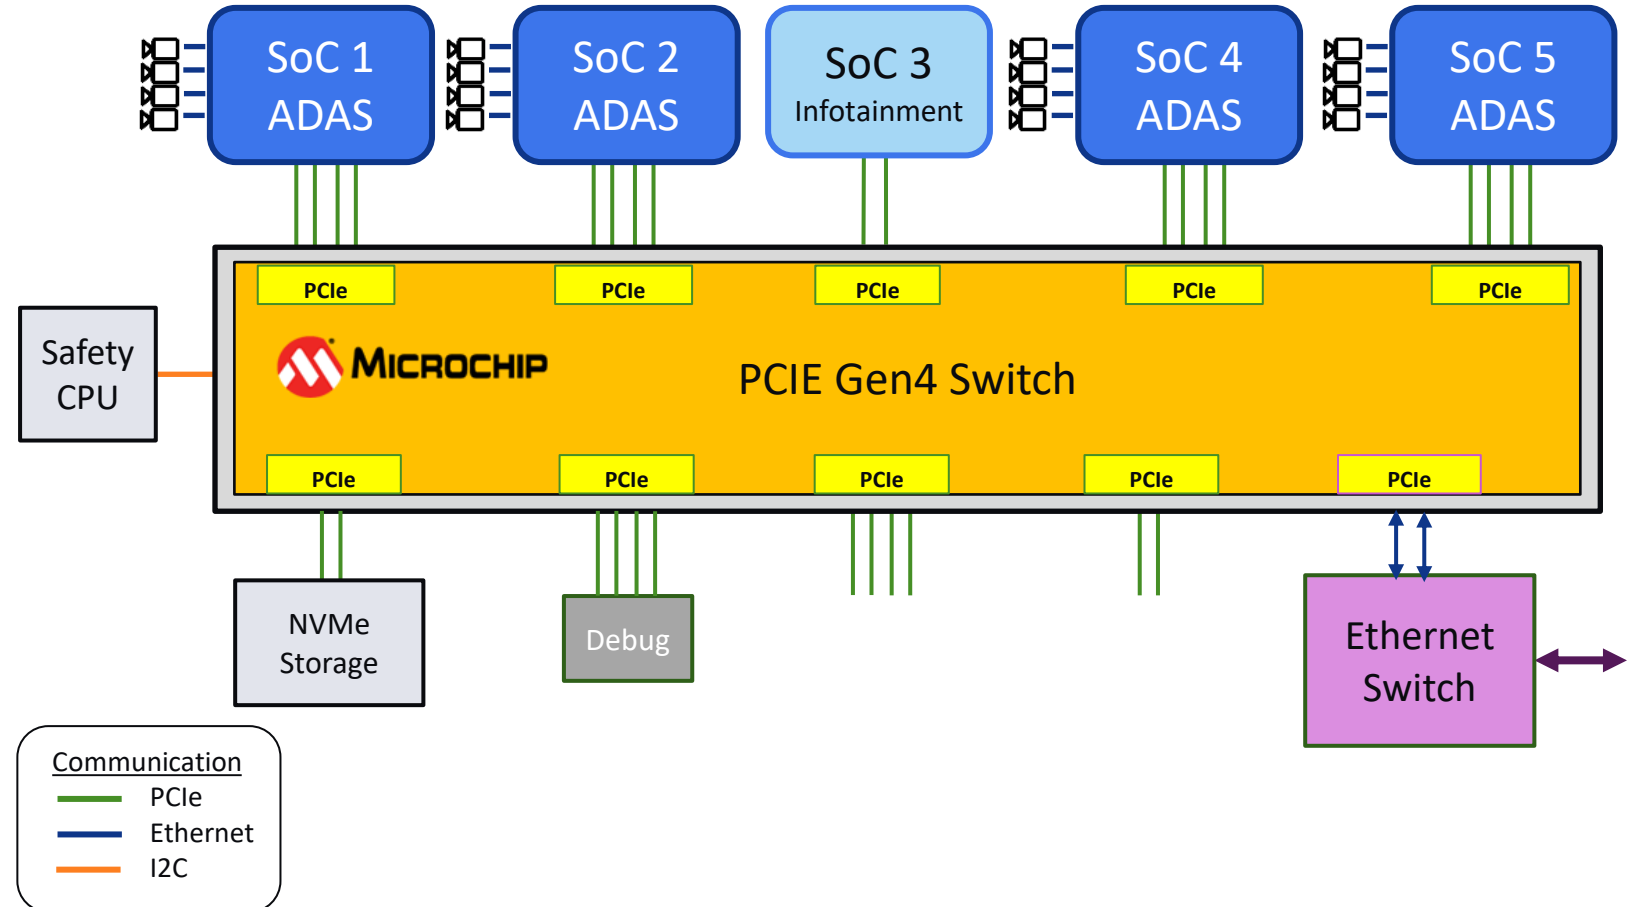 SoC 1
ADAS
SoC 2
ADAS
SoC 3
Infotainment
SoC 4
ADAS
SoC 5
ADAS
PCIe
PCIe
PCIe
PCIe
PCIe
Safety
CPU
MICROCHIP
PCIE Gen4 Switch
PCIe
PCIe
PCIe
PCIe
PCIe
NVMe
Storage
Debug
Ethernet
Switch
Communication
PCIe
Ethernet
I2C